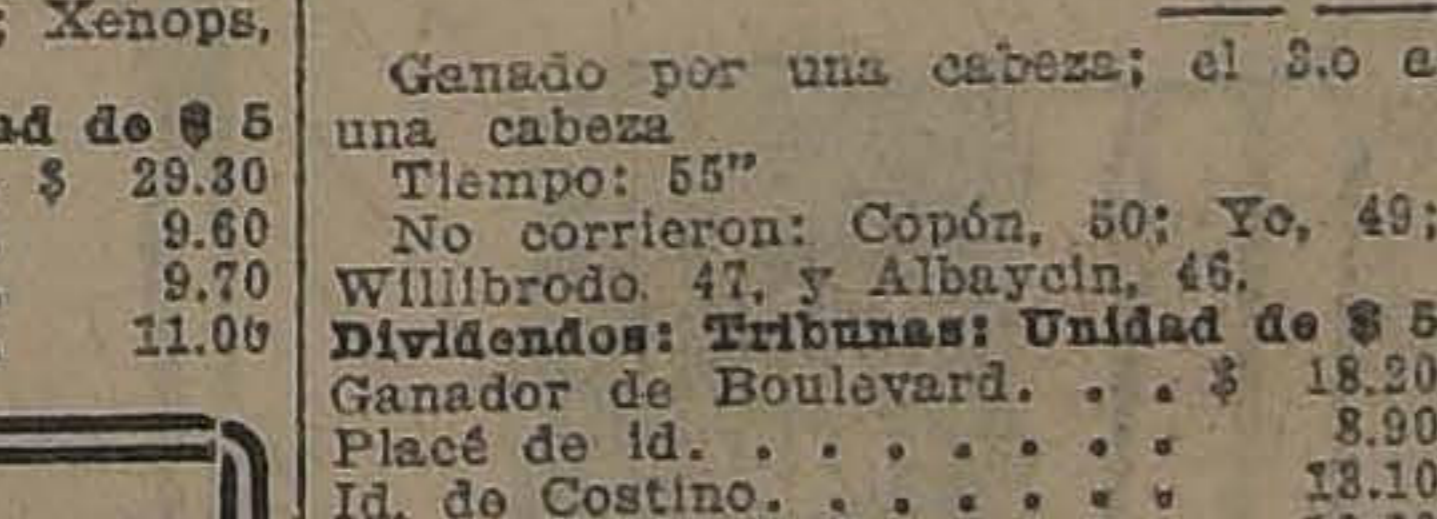 ; Xenops,
ad de $ 5
$ 29.30
9.60
9.70
11.00
Ganado por una cabeza; el 3.o a
una cabeza
Tiempo: 55"
No corrieron: Copón, 50; Yo, 49;
Willibrodo. 47, y Albaycin, 46.
Dividendos: Tribunas: Unidad de $ 5
Ganador de Boulevard. . . $ 18.20
Placé de id. . . . . . . . 8.90
Id. de Costino. . . . . . . 13.10